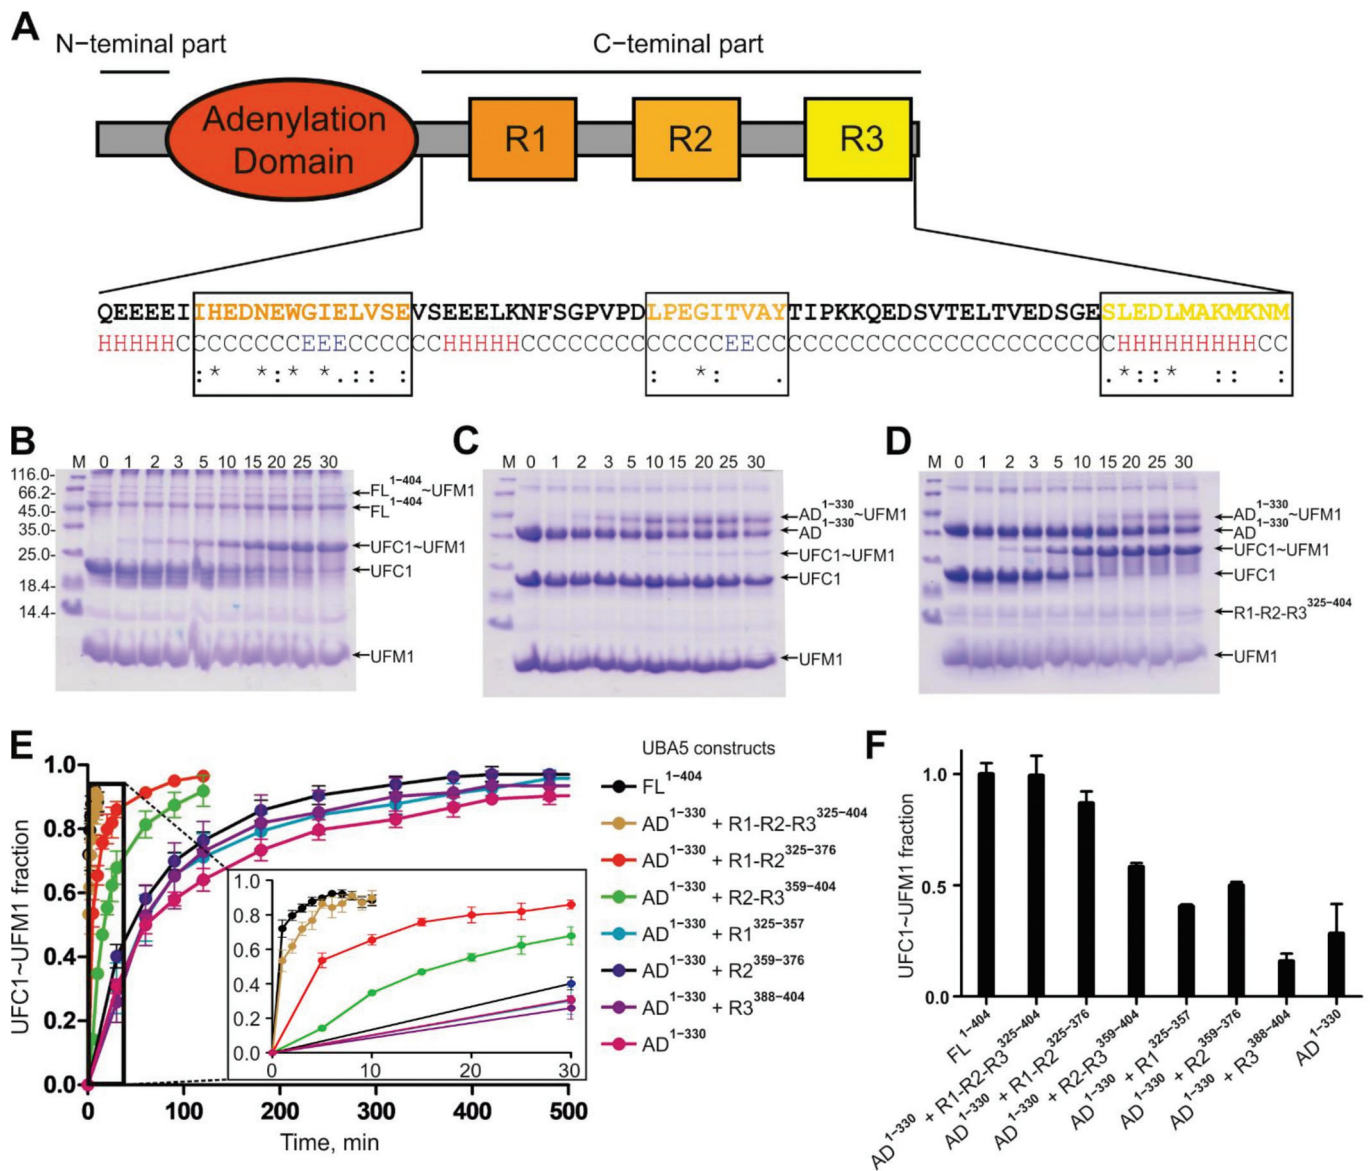 A
N−teminal part
C−teminal part
Adenylation
Domain
R1
R2
R3
QEEEEIIHEDNEWGIELVSEVSEEELKNFSGPVPDLPEGITVAYTIPKKQEDSVTELTVEDSGESLEDLMAKMKNM
HHHHHCCCCCCCCEEECCCCCCHHHHHCCCCCCCCCCCCCEECCCCCCCCCCCCCCCCCCCCCCCHHHHHHHHHCC
:* *:* *.:: : : *: . .*::* :: :
B
C
D
M 0 1 2 3 5 10 15 20 25 30
M 0 1 2 3 5 10 15 20 25 30
M 0 1 2 3 5 10 15 20 25 30
116.0-
66.2-
45.0-
35.0-
25.0-
18.4-
14.4-
FL1−404~UFM1
FL1−404
UFC1~UFM1
UFC1
UFM1
AD1−330~UFM1
AD1−330
UFC1~UFM1
UFC1
UFM1
AD1−330~UFM1
AD1−330
UFC1~UFM1
UFC1
R1-R2-R3325−404
UFM1
E
UFC1~UFM1 fraction
1.0
0.8
0.6
0.4
0.2
0.0
0 100 200 300 400 500
Time, min
1.0
0.8
0.6
0.4
0.2
0.0
0 10 20 30
UBA5 constructs
FL1−404
AD1−330 + R1-R2-R3325−404
AD1−330 + R1-R2325−376
AD1−330 + R2-R3359−404
AD1−330 + R1325−357
AD1−330 + R2359−376
AD1−330 + R3388−404
AD1−330
F
UFC1~UFM1 fraction
1.0
0.5
0.0
FL1−404
AD1−330 + R1-R2-R3325−404
AD1−330 + R1-R2325−376
AD1−330 + R2-R3359−404
AD1−330 + R1325−357
AD1−330 + R2359−376
AD1−330 + R3388−404
AD1−330